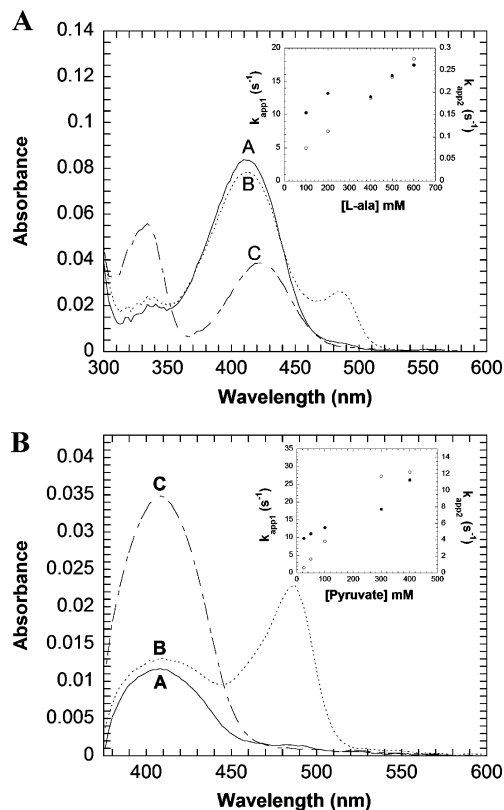 A
0.14
0.12
0.1
0.08
0.06
0.04
0.02
0
Absorbance
300 350 400 450 500 550 600
Wavelength (nm)
A
B
C
20
15
10
5
0
k app1 (s-1)
0.3
0.25
0.2
0.15
0.1
0.05
0
k app2 (s-1)
0 100 200 300 400 500 600 700
[L-ala] mM
B
0.04
0.035
0.03
0.025
0.02
0.015
0.01
0.005
0
Absorbance
400 450 500 550 600
Wavelength (nm)
C
B
A
35
30
25
20
15
10
5
0
k app1 (s-1)
14
12
10
8
6
4
2
0
k app2 (s-1)
0 100 200 300 400 500
[Pyruvate] mM